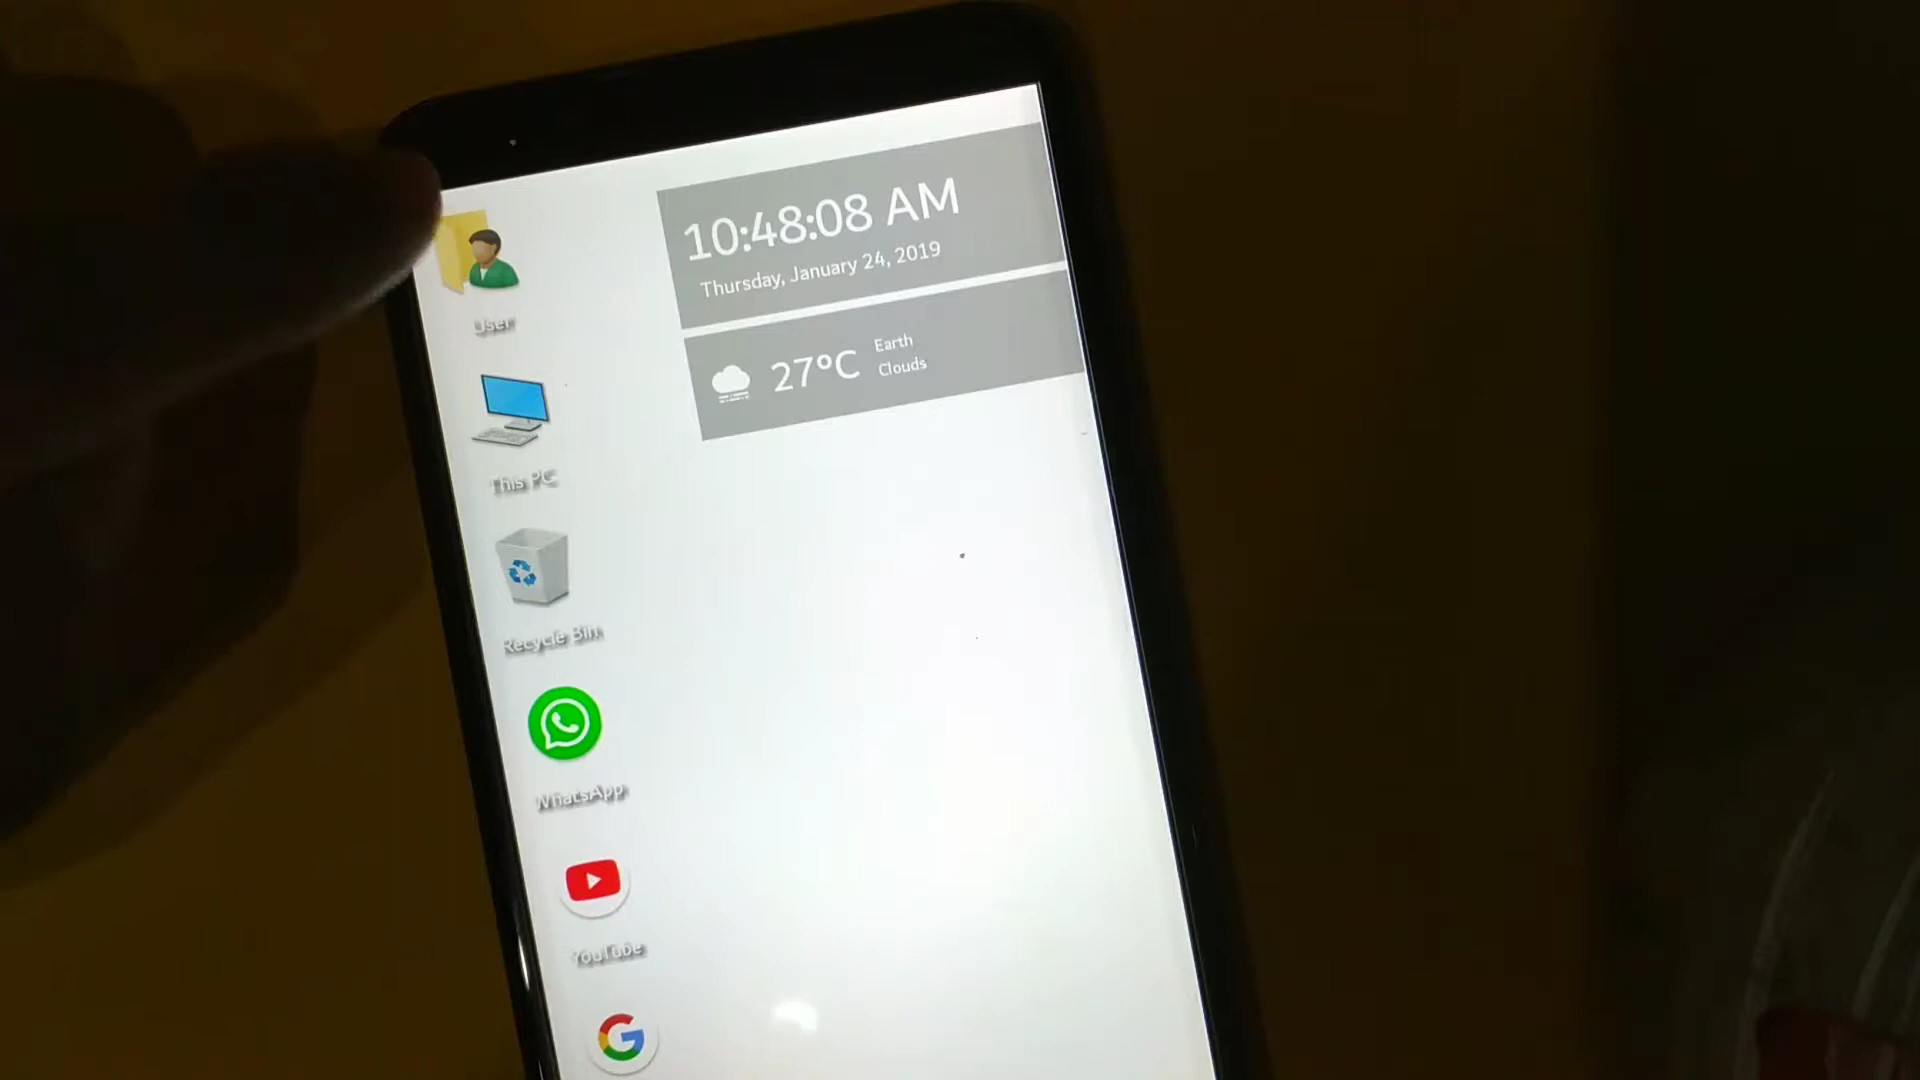 10:48:08 AM
Thursday, January 24, 2019
27°C
Earth
Clouds
User
This PC
Recycle Bin
WhatsApp
YouTube
G